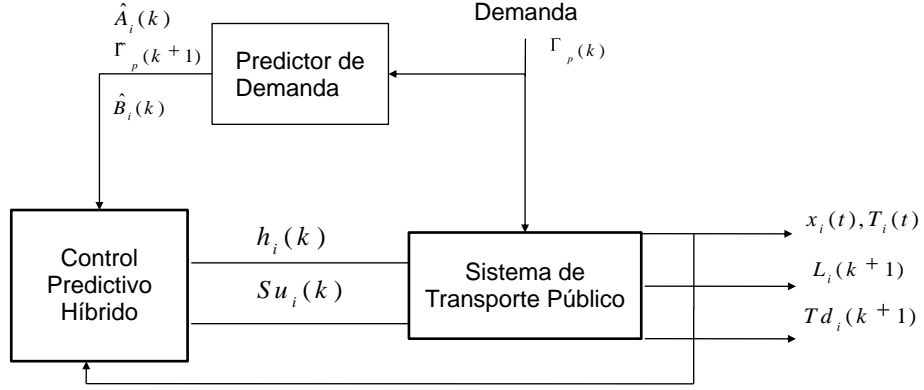 Demanda
Γ_p(k)
Â_i(k)
Γ̂_p(k+1)
B̂_i(k)
Predictor de
Demanda
Control
Predictivo
Híbrido
h_i(k)
Su_i(k)
Sistema de
Transporte Público
x_i(t), T_i(t)
L_i(k+1)
Td_i(k+1)